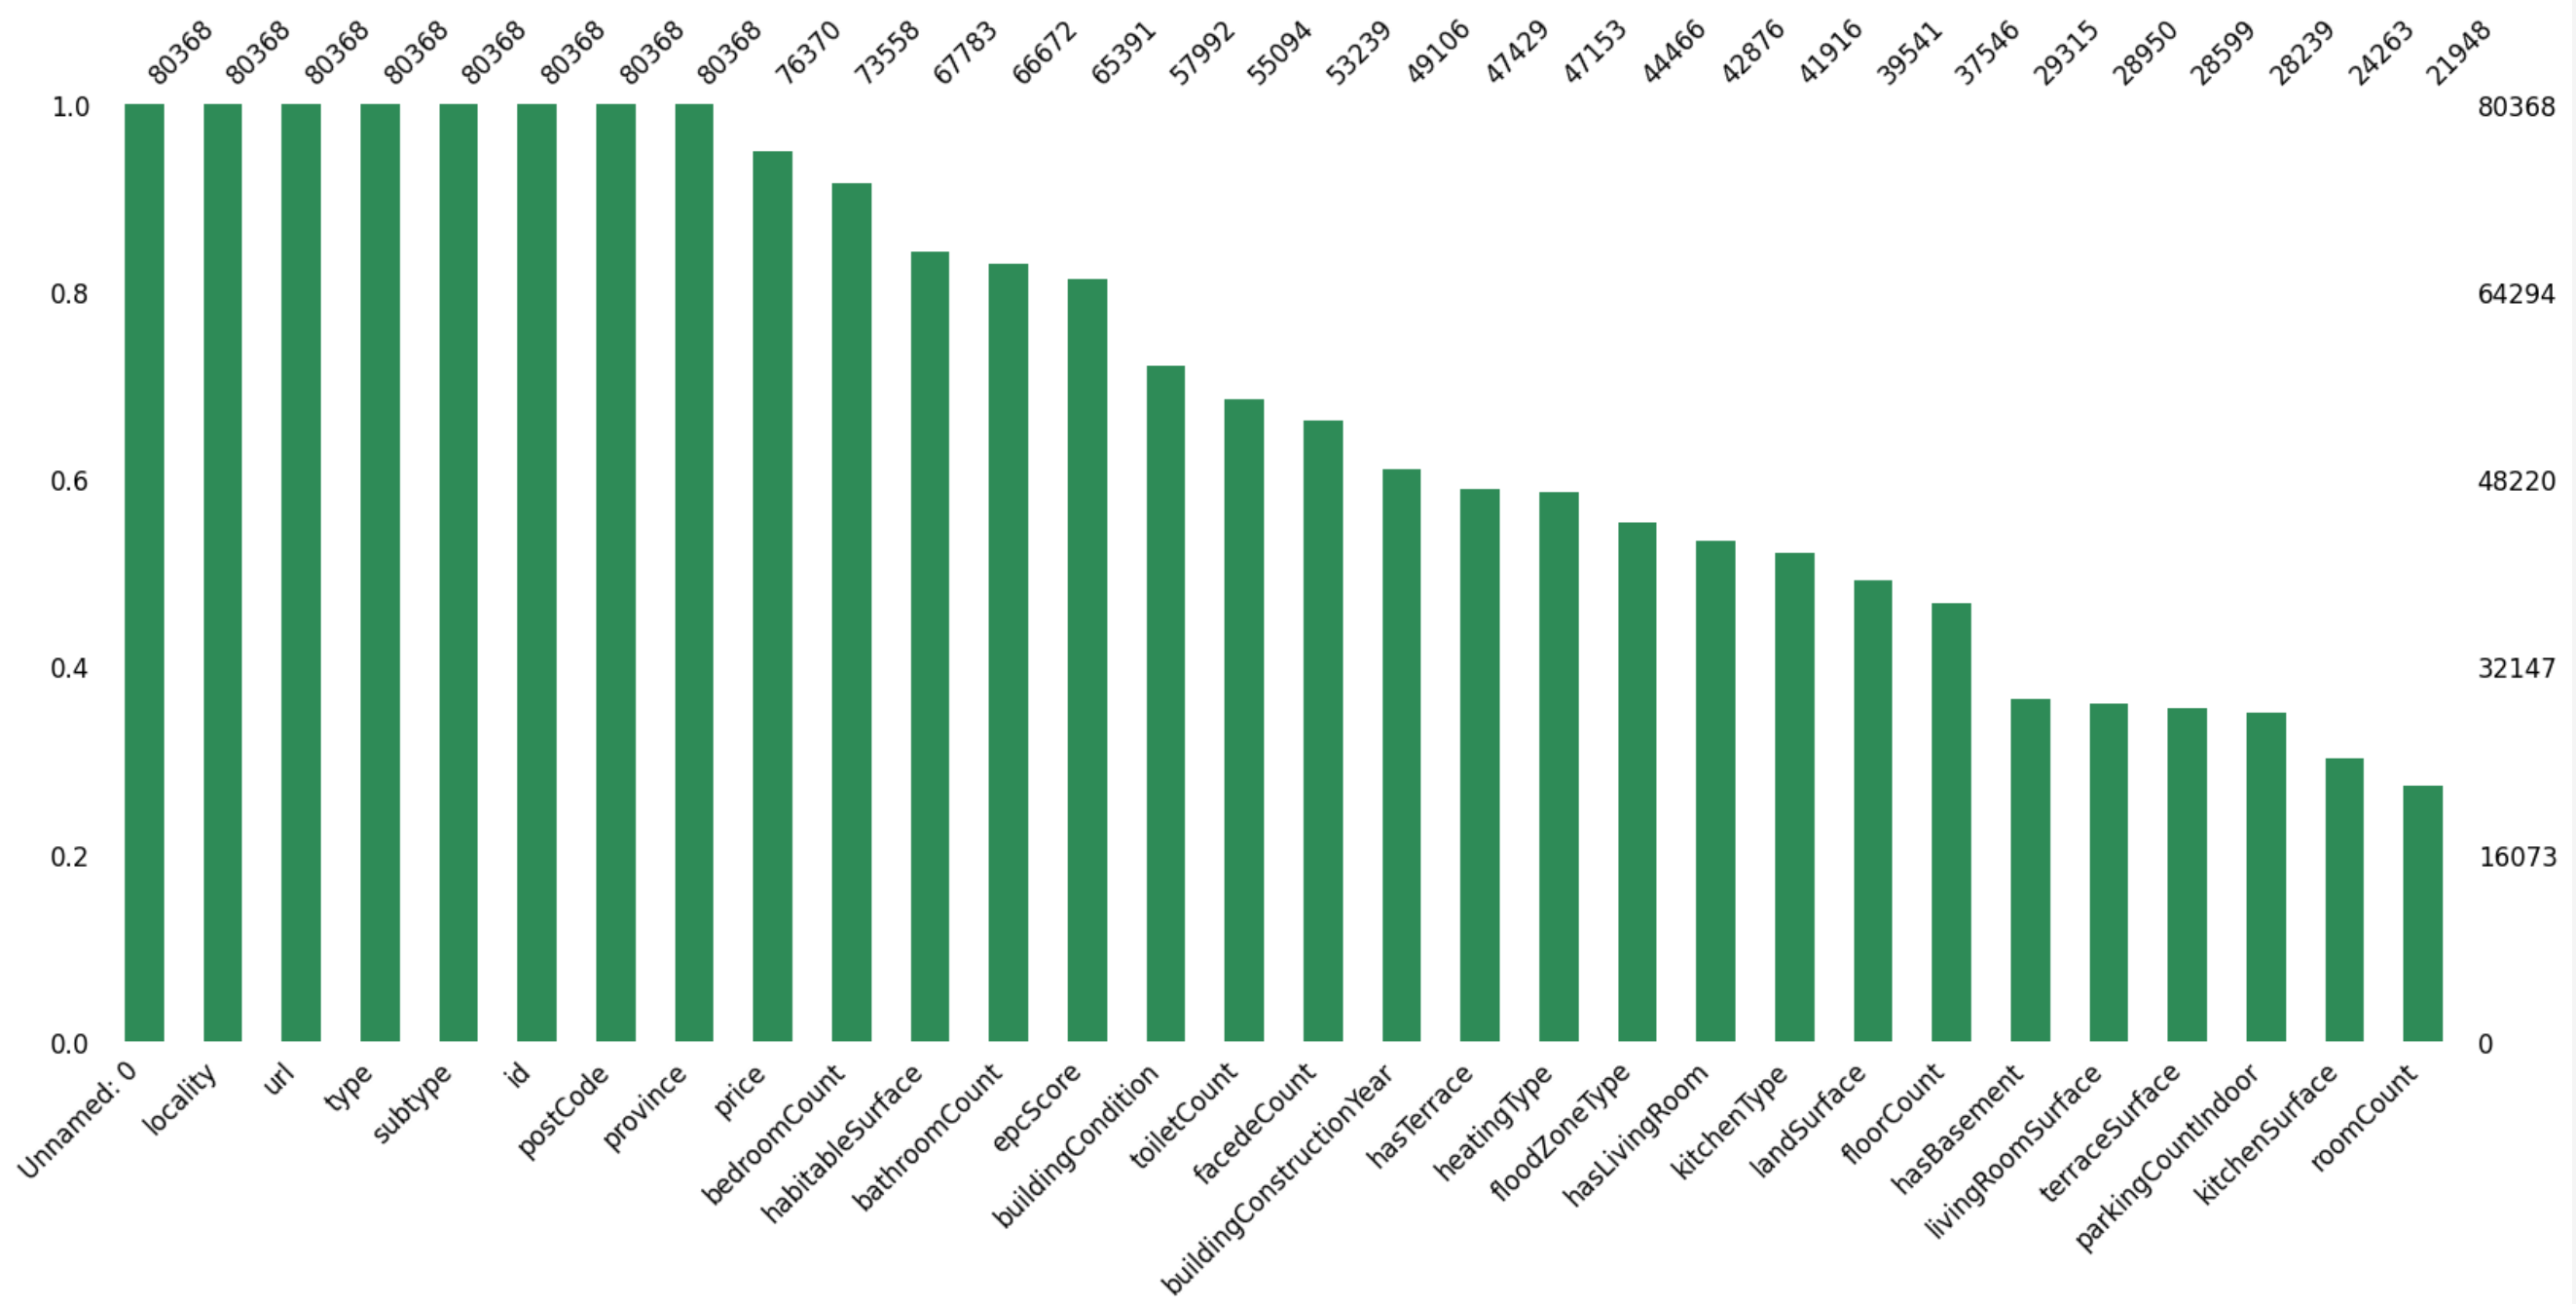 80368
80368
80368
80368
80368
80368
80368
80368
76370
73558
67783
66672
65391
57992
55094
53239
49106
47429
47153
44466
42876
41916
39541
37546
29315
28950
28599
28239
24263
21948
1.0
80368
0.8
64294
0.6
48220
0.4
32147
0.2
16073
0.0
0
Unnamed: 0
locality
url
type
subtype
id
postCode
province
price
bedroomCount
habitableSurface
bathroomCount
epcScore
buildingCondition
toiletCount
facedeCount
buildingConstructionYear
hasTerrace
heatingType
floodZoneType
hasLivingRoom
kitchenType
landSurface
floorCount
hasBasement
livingRoomSurface
terraceSurface
parkingCountIndoor
kitchenSurface
roomCount